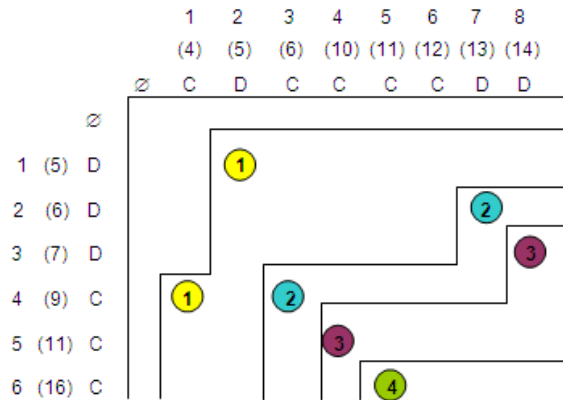 1 2 3 4 5 6 7 8
(4) (5) (6) (10) (11) (12) (13) (14)
∅ C D C C C C D D
∅
1 (5) D 1
2 (6) D 2
3 (7) D 3
4 (9) C 1 2
5 (11) C 3
6 (16) C 4